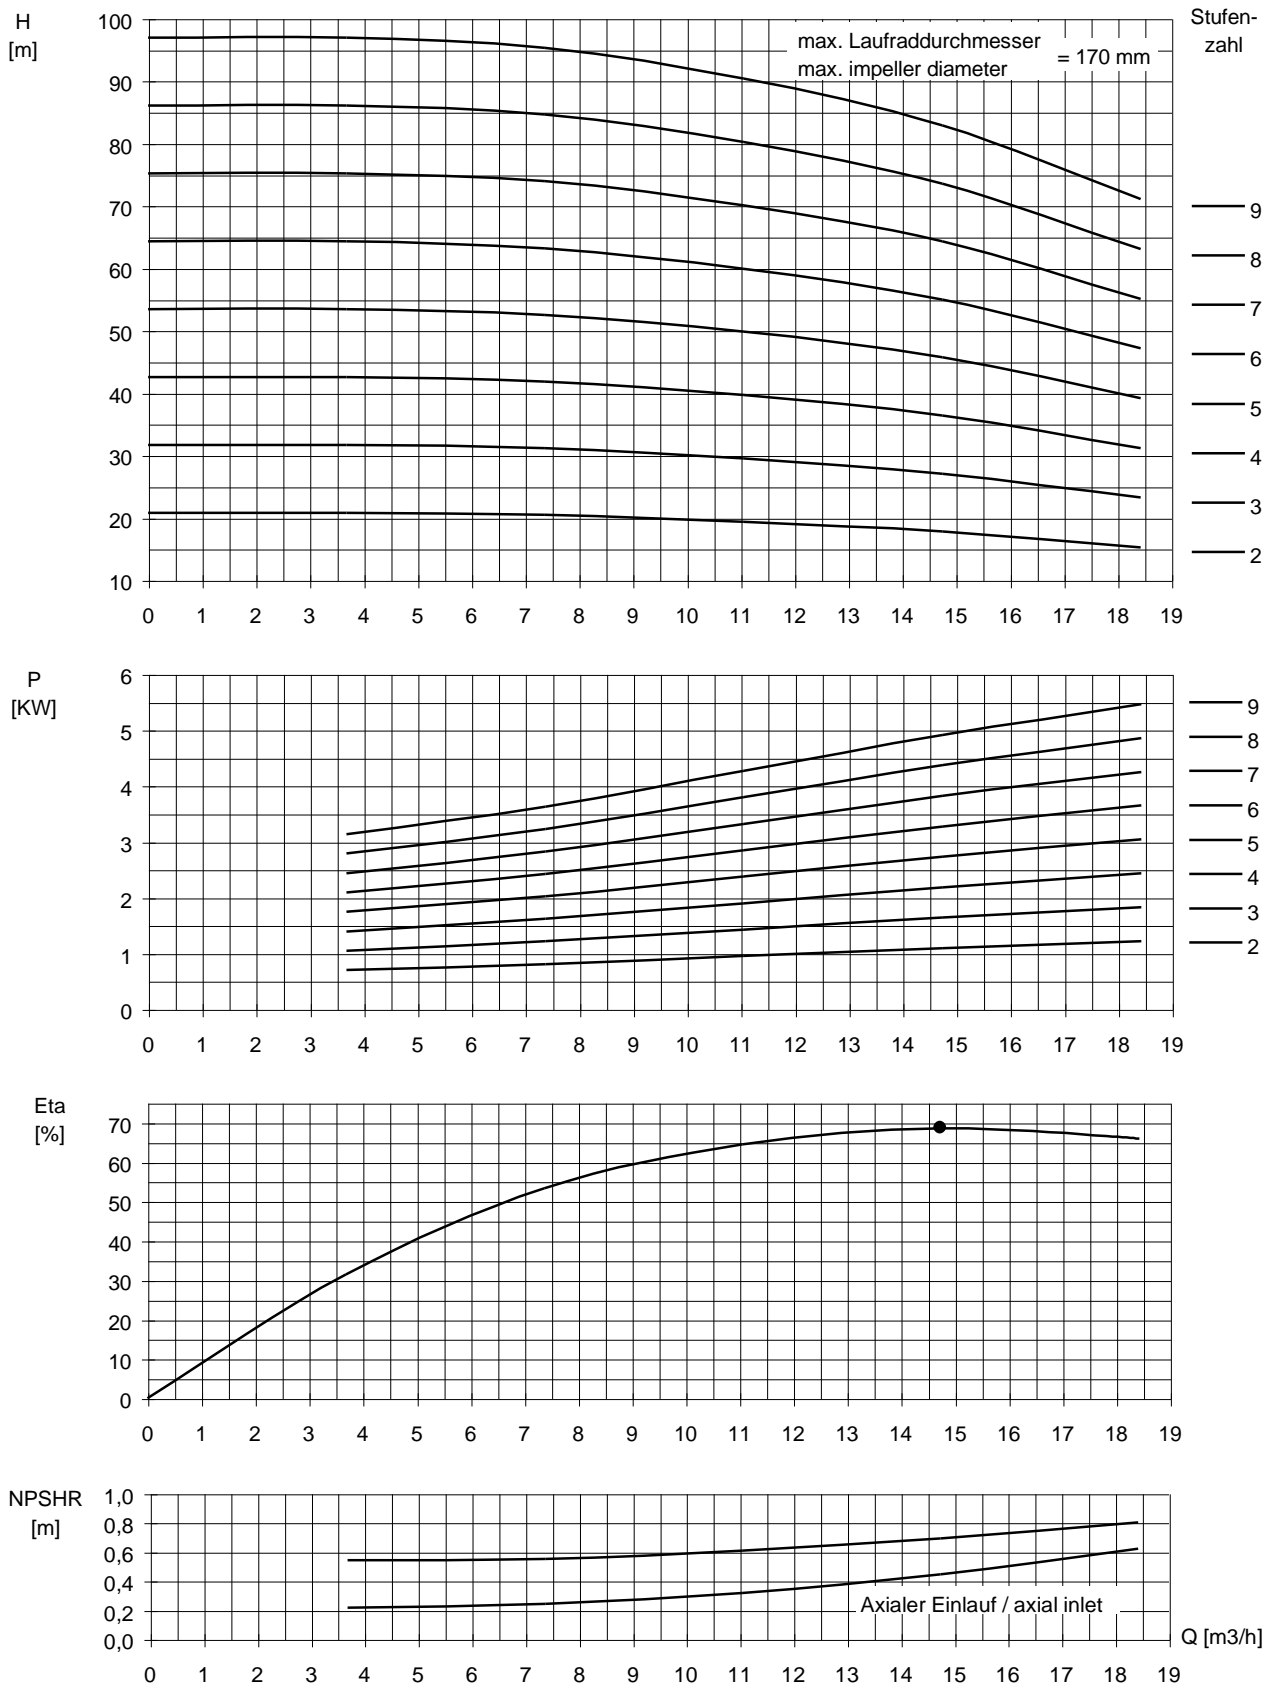 H
[m]
Stufen-
zahl
max. Laufraddurchmesser
max. impeller diameter
= 170 mm
100
90
80
70
60
50
40
30
20
10
0 1 2 3 4 5 6 7 8 9 10 11 12 13 14 15 16 17 18 19
9
8
7
6
5
4
3
2
P
[KW]
6
5
4
3
2
1
0
0 1 2 3 4 5 6 7 8 9 10 11 12 13 14 15 16 17 18 19
9
8
7
6
5
4
3
2
Eta
[%]
70
60
50
40
30
20
10
0
0 1 2 3 4 5 6 7 8 9 10 11 12 13 14 15 16 17 18 19
NPSHR
[m]
1,0
0,8
0,6
0,4
0,2
0,0
Axialer Einlauf / axial inlet
Q [m3/h]
0 1 2 3 4 5 6 7 8 9 10 11 12 13 14 15 16 17 18 19